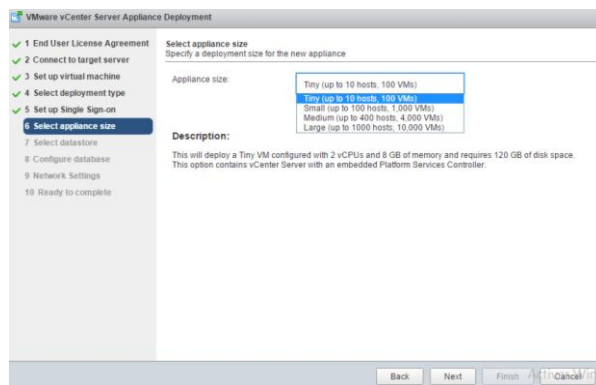 VMware vCenter Server Appliance Deployment
1 End User License Agreement
2 Connect to target server
3 Set up virtual machine
4 Select deployment type
5 Set up Single Sign-on
6 Select appliance size
7 Select datastore
8 Configure database
9 Network Settings
10 Ready to complete
Select appliance size
Specify a deployment size for the new appliance
Appliance size:
Tiny (up to 10 hosts, 100 VMs)
Tiny (up to 10 hosts, 100 VMs)
Small (up to 100 hosts, 1,000 VMs)
Medium (up to 400 hosts, 4,000 VMs)
Large (up to 1000 hosts, 10,000 VMs)
Description:
This will deploy a Tiny VM configured with 2 vCPUs and 8 GB of memory and requires 120 GB of disk space.
This option contains vCenter Server with an embedded Platform Services Controller.
Back Next Finish Cancel